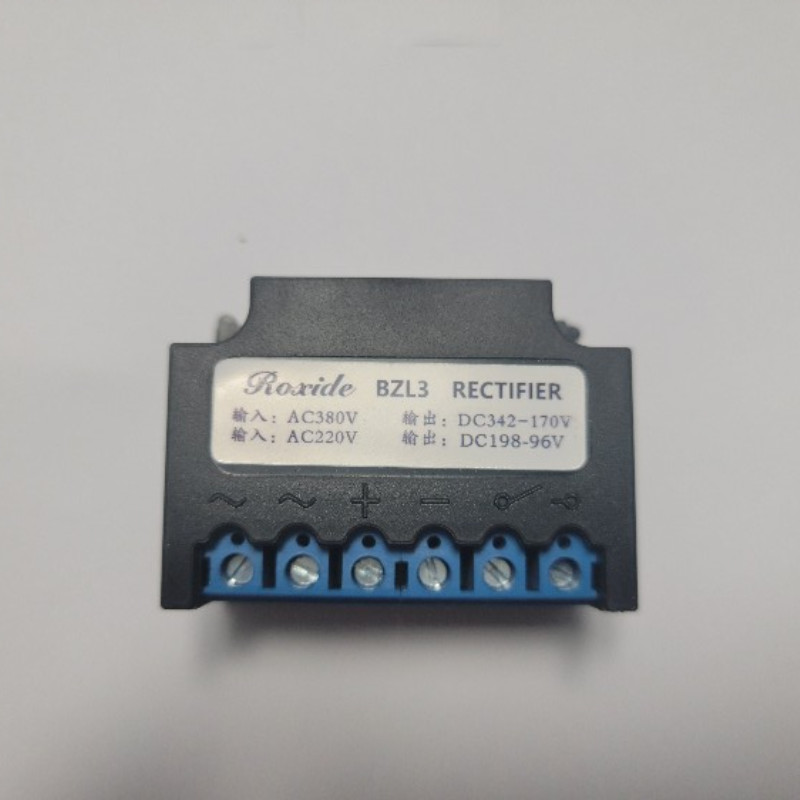 Roxide BZL3 RECTIFIER
输入: AC380V 输出: DC342-170V
输入: AC220V 输出: DC198-96V
~ ~ + −